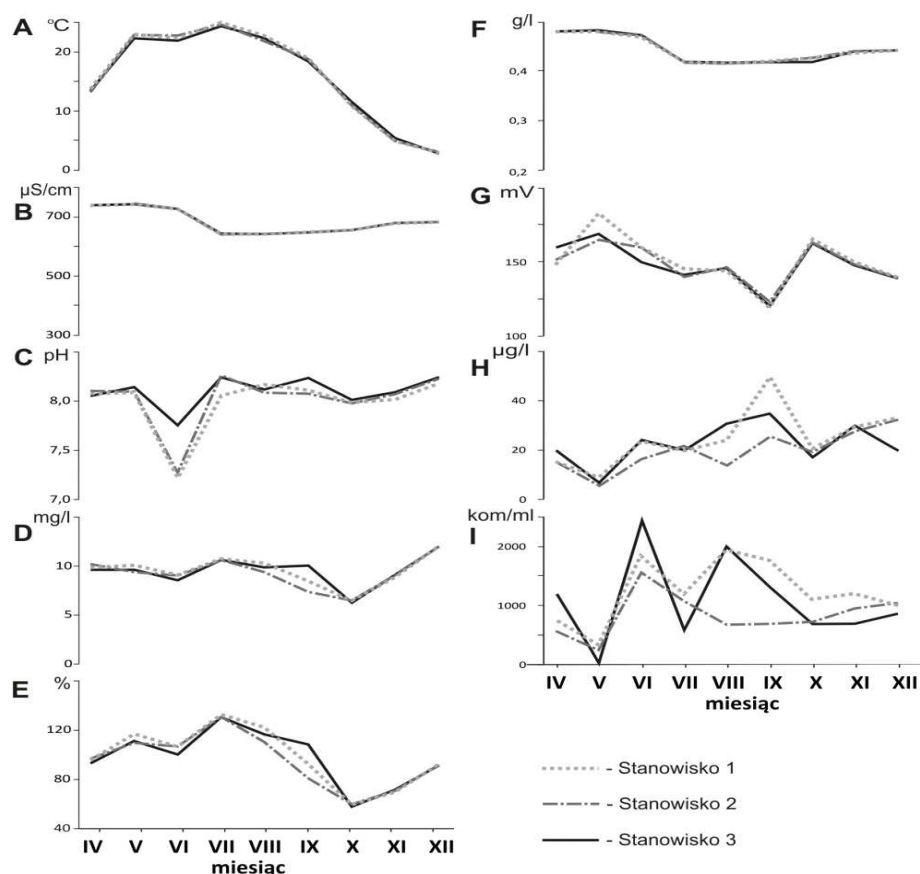 A
°C
20
10
0
B
µS/cm
700
500
300
C
pH
8,0
7,5
7,0
D
mg/l
10
5
0
E
%
120
80
40
IV V VI VII VIII IX X XI XII
miesiąc
F
g/l
0,4
0,3
0,2
G
mV
150
100
H
µg/l
40
20
0
I
kom/ml
2000
1000
0
IV V VI VII VIII IX X XI XII
miesiąc
- Stanowisko 1
- Stanowisko 2
- Stanowisko 3